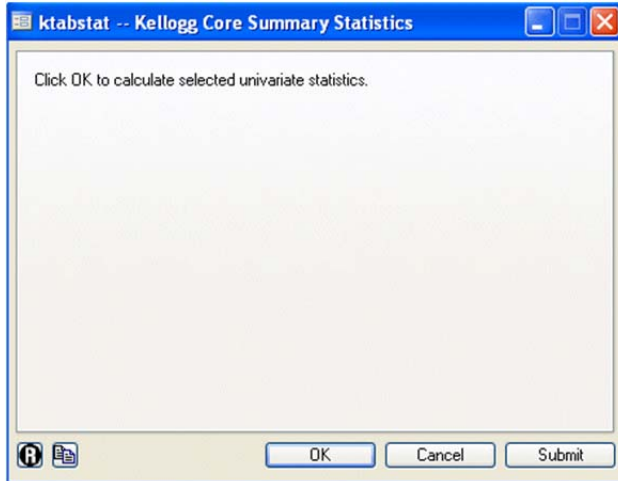 ktabstat -- Kellogg Core Summary Statistics
Click OK to calculate selected univariate statistics.
R
OK Cancel Submit